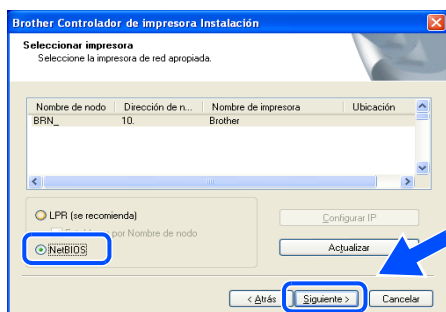 Brother Controlador de impresora Instalación
Seleccionar impresora
Seleccione la impresora de red apropiada.
Nombre de nodo Dirección de n... Nombre de impresora Ubicación
BRN_ 10. Brother
LPR (se recomienda)
por Nombre de nodo
Configurar IP
NetBIOS
Actualizar
< Atrás Siguiente > Cancelar